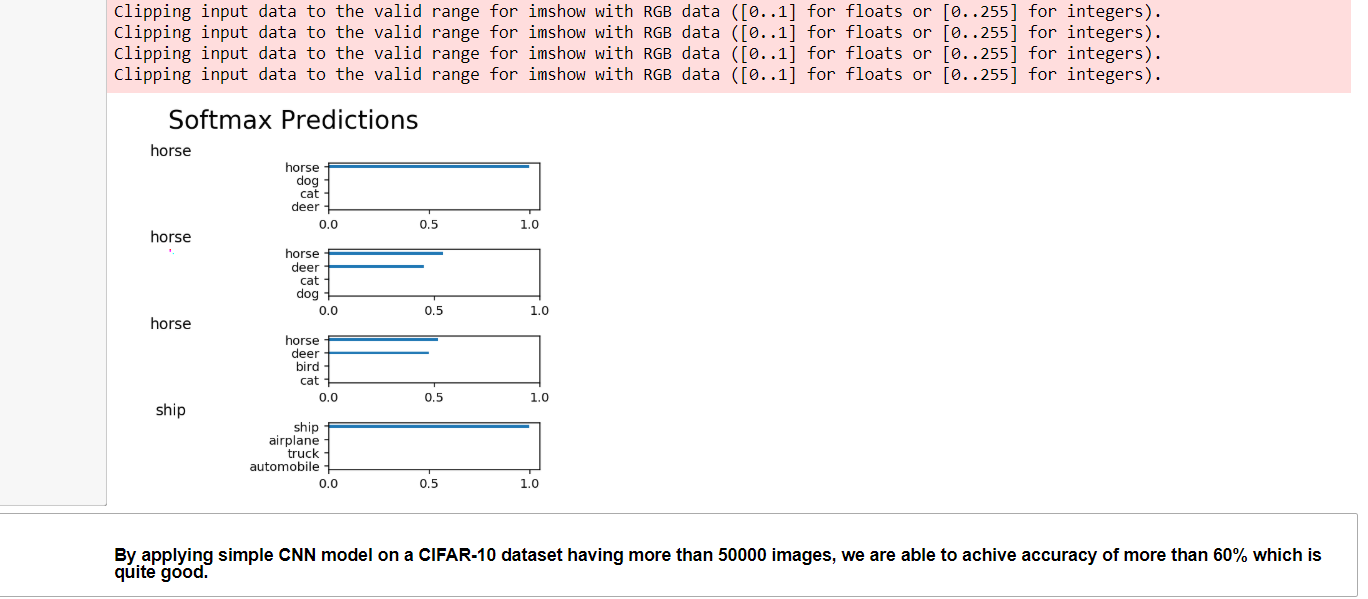 Clipping input data to the valid range for imshow with RGB data ([0..1] for floats or [0..255] for integers).
Clipping input data to the valid range for imshow with RGB data ([0..1] for floats or [0..255] for integers).
Clipping input data to the valid range for imshow with RGB data ([0..1] for floats or [0..255] for integers).
Clipping input data to the valid range for imshow with RGB data ([0..1] for floats or [0..255] for integers).
Softmax Predictions
horse
horse
dog
cat
deer
0.0 0.5 1.0
horse
horse
deer
cat
dog
0.0 0.5 1.0
horse
horse
deer
bird
cat
0.0 0.5 1.0
ship
ship
airplane
truck
automobile
0.0 0.5 1.0
By applying simple CNN model on a CIFAR-10 dataset having more than 50000 images, we are able to achive accuracy of more than 60% which is
quite good.